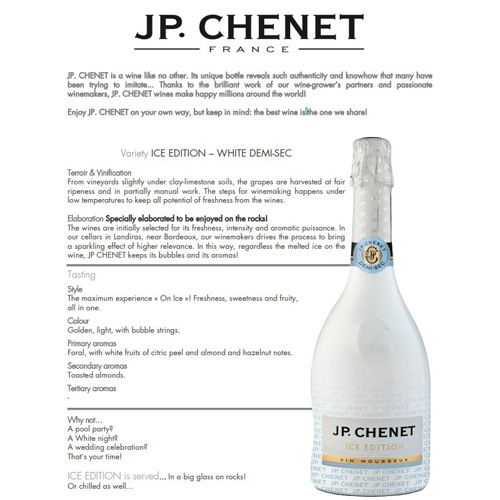 JP. CHENET
FRANCE
JP. CHENET is a wine like no other. Its unique bottle reveals such authenticity and knowhow that many have
been trying to imitate... Thanks to the brilliant work of our wine-grower's partners and passionate
winemakers, JP. CHENET wines make happy millions around the world!
Enjoy JP. CHENET on your own way, but keep in mind: the best wine is the one we share!
Variety ICE EDITION – WHITE DEMI-SEC
Terroir & Vinification
From vineyards slightly under clay-limestone soils, the grapes are harvested at fair
ripeness and in partially manual work. The steps for winemaking happens under
low temperatures to keep all potential of freshness from the wines.
Elaboration Specially elaborated to be enjoyed on the rocks!
The wines are initially selected for its freshness, intensity and aromatic puissance. In
our cellars in Landiras, near Bordeaux, our winemakers drives the process to bring
a sparkling effect of higher relevance. In this way, regardless the melted ice on the
wine, JP CHENET keeps its bubbles and its aromas!
Tasting
Style
The maximum experience « On Ice »! Freshness, sweetness and fruity,
all in one.
Colour
Golden, light, with bubble strings.
Primary aromas
Foral, with white fruits of citric peel and almond and hazelnut notes.
Secondary aromas
Toasted almonds.
Tertiary aromas
-
Why not...
A pool party?
A White night?
A wedding celebration?
That's your time!
ICE EDITION is served... In a big glass on rocks!
Or chilled as well...
JP. CHENET
DEMI-SEC
JP. CHENET
ICE EDITION
VIN MOUSSEUX